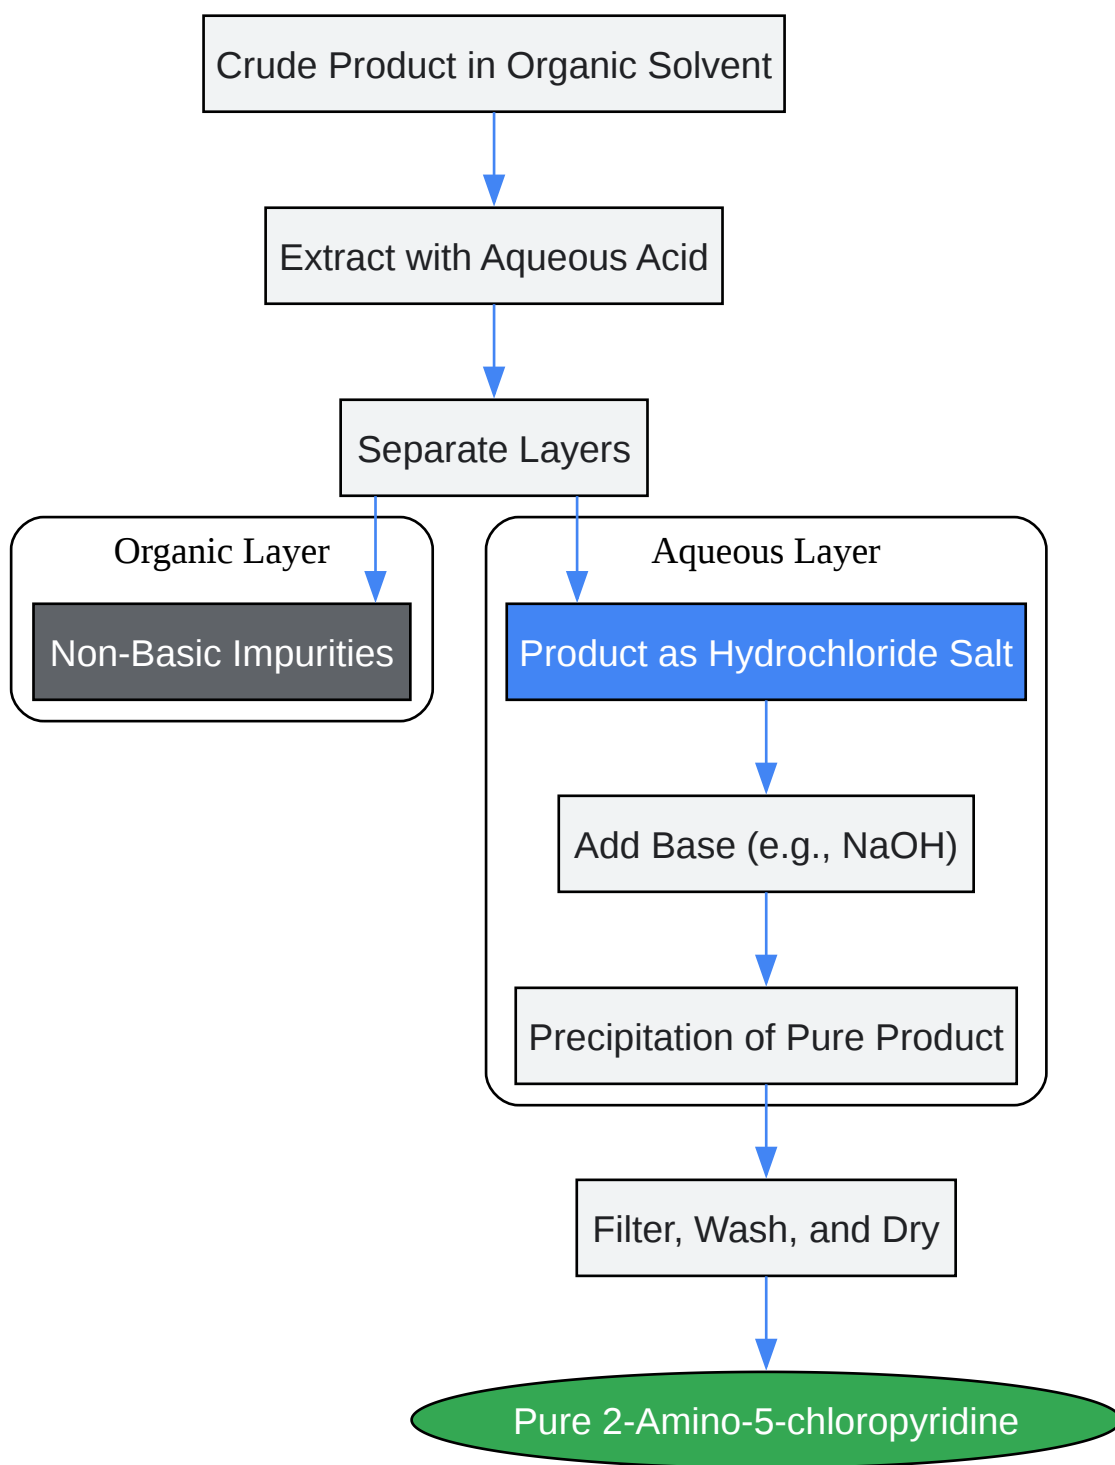 Crude Product in Organic Solvent
Extract with Aqueous Acid
Separate Layers
Organic Layer
Non-Basic Impurities
Aqueous Layer
Product as Hydrochloride Salt
Add Base (e.g., NaOH)
Precipitation of Pure Product
Filter, Wash, and Dry
Pure 2-Amino-5-chloropyridine